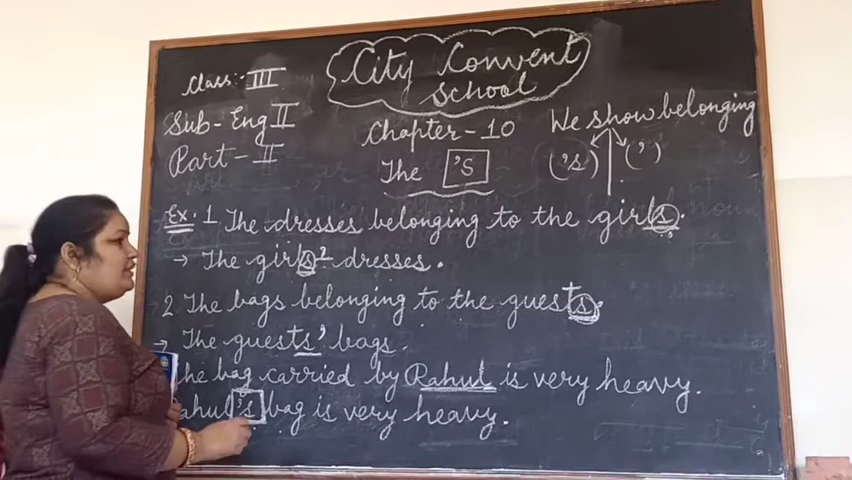 Class:- III
City Convent School
Sub- Eng II
Part- II
Chapter- 10
The 's
We show belonging
('s) (')
Ex. 1 The dresses belonging to the girls.
→ The girls' dresses.
2 The bags belonging to the guests.
→ The guests' bags.
The bag carried by Rahul is very heavy.
ahul's bag is very heavy.